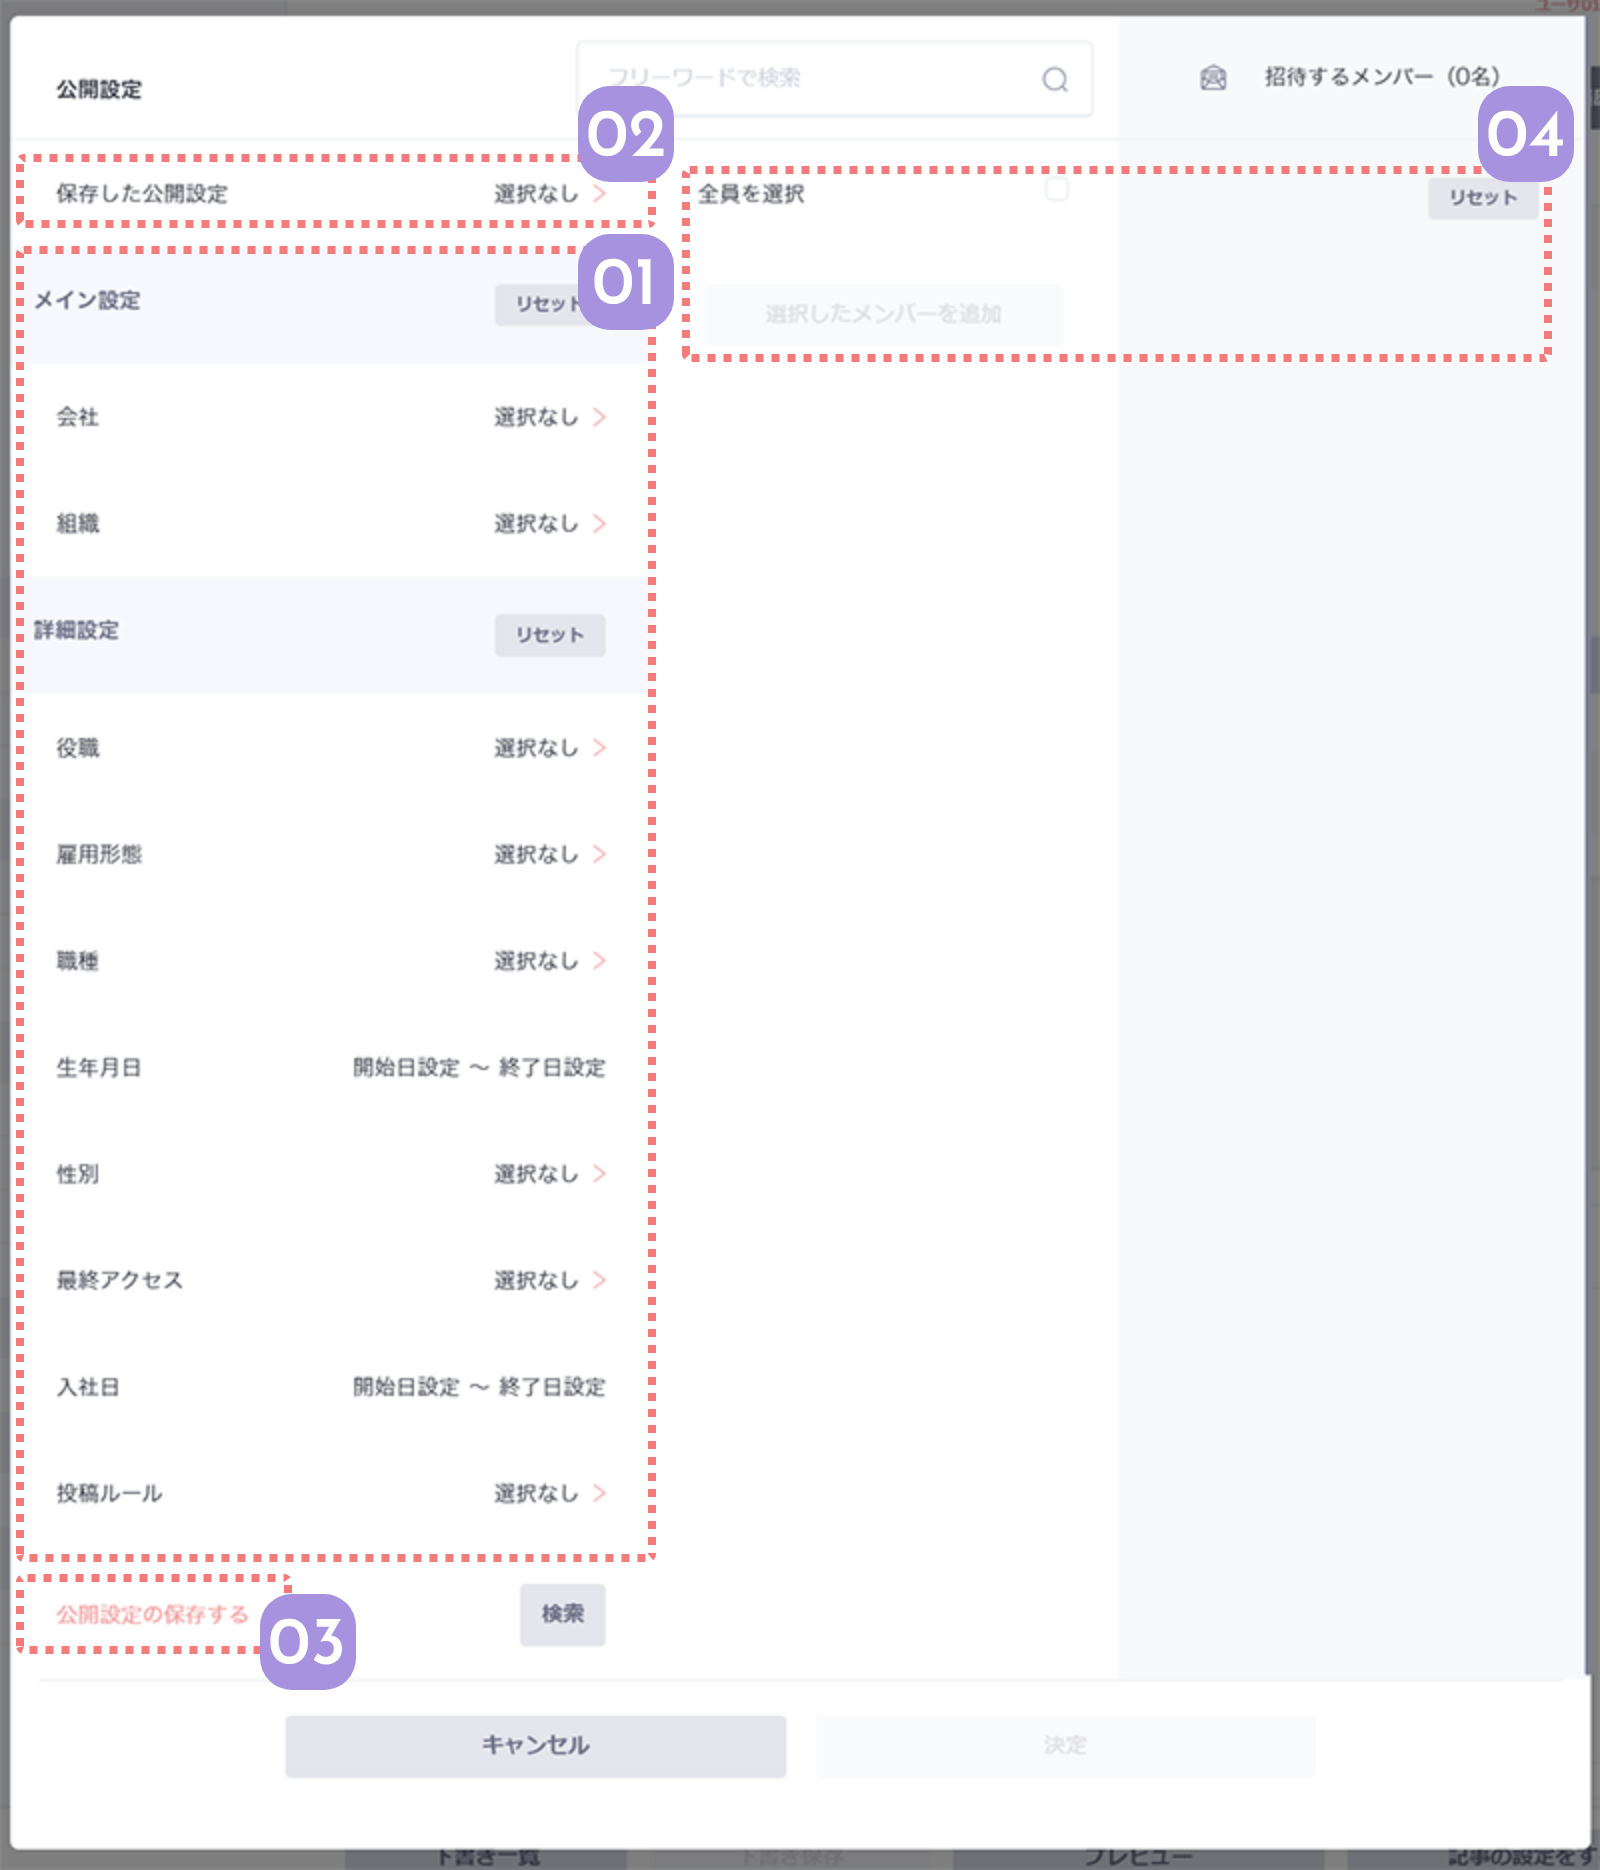 公開設定
フリーワードで検索
招待するメンバー（0名）
02
04
保存した公開設定 選択なし
全員を選択
リセット
01
メイン設定 リセット
選択したメンバーを追加
会社 選択なし
組織 選択なし
詳細設定 リセット
役職 選択なし
雇用形態 選択なし
職種 選択なし
生年月日 開始日設定 〜 終了日設定
性別 選択なし
最終アクセス 選択なし
入社日 開始日設定 〜 終了日設定
投稿ルール 選択なし
公開設定の保存する
03
検索
キャンセル
決定
下書き一覧
下書き保存
プレビュー
記事の設定をす